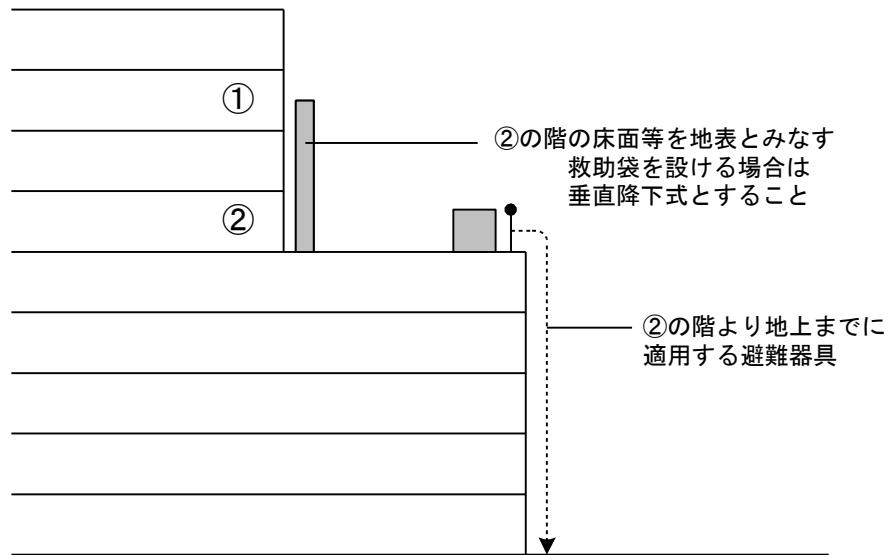 ①
②の階の床面等を地表とみなす
救助袋を設ける場合は
垂直降下式とすること
②
②の階より地上までに
適用する避難器具